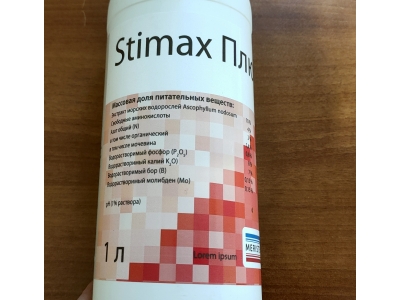 Stimax
Массовая доля питательных веществ:
Экстракт морских водорослей Ascophyllum nodosum
Свободные аминокислоты
Азот общий (N)
в том числе органический
в том числе мочевина
Водорастворимый фосфор (P₂O₅)
Водорастворимый калий (K₂O)
Водорастворимый бор (B)
Водорастворимый молибден (Mo)
pH (1% раствора)
1 л
Lorem ipsum